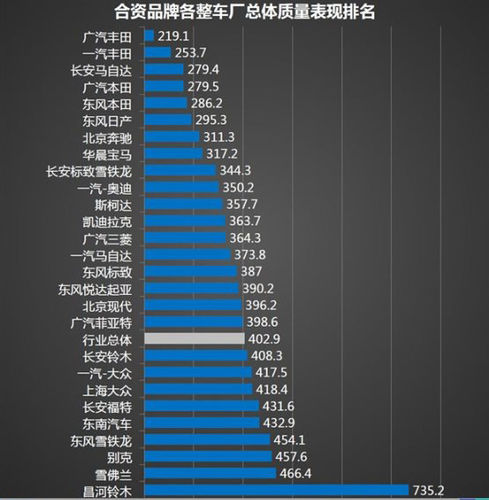 合资品牌各整车厂总体质量表现排名
广汽丰田 219.1
一汽丰田 253.7
长安马自达 279.4
广汽本田 279.5
东风本田 286.2
东风日产 295.3
北京奔驰 311.3
华晨宝马 317.2
长安标致雪铁龙 344.3
一汽-奥迪 350.2
斯柯达 357.7
凯迪拉克 363.7
广汽三菱 364.3
一汽马自达 373.8
东风标致 387
东风悦达起亚 390.2
北京现代 396.2
广汽菲亚特 398.6
行业总体 402.9
长安铃木 408.3
一汽-大众 417.5
上海大众 418.4
长安福特 431.6
东南汽车 432.9
东风雪铁龙 454.1
别克 457.6
雪佛兰 466.4
昌河铃木 735.2